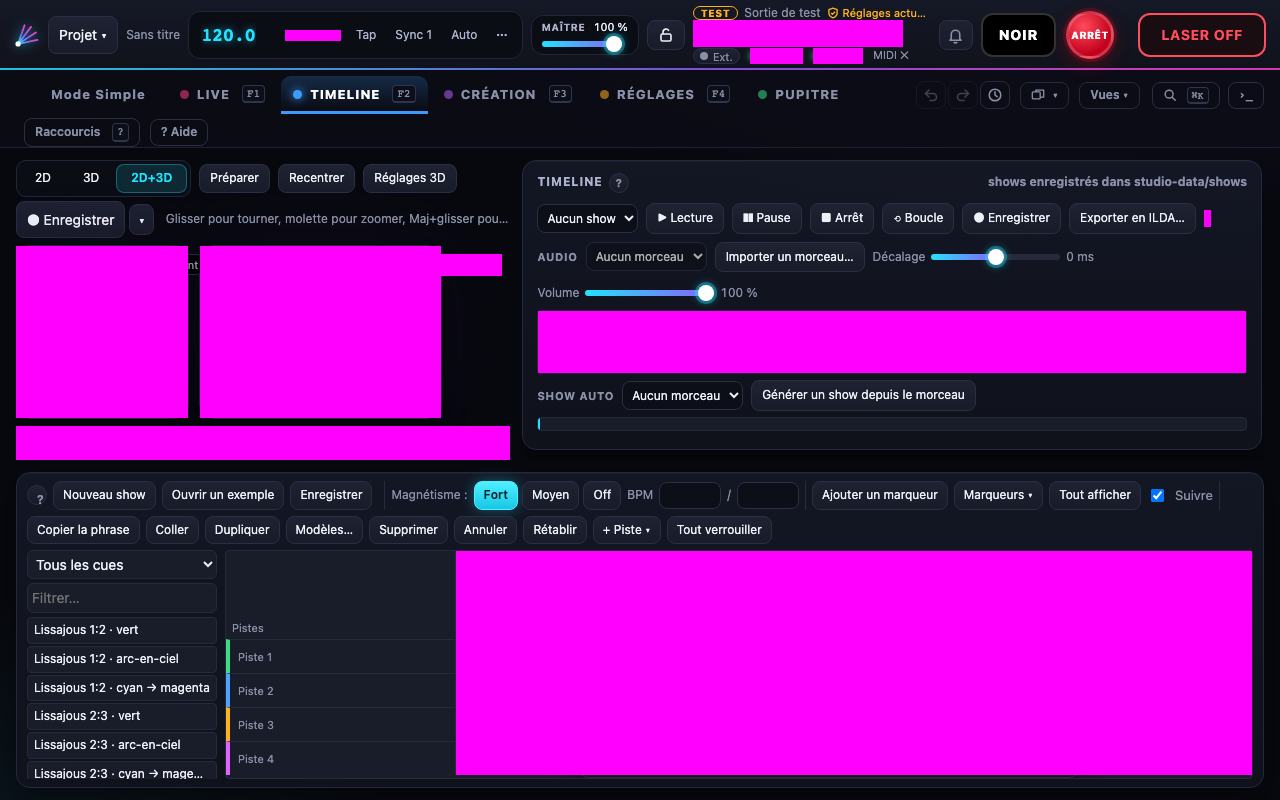 Projet ▾ Sans titre 120.0 Tap Sync 1 Auto ··· MAÎTRE 100 % TEST Sortie de test Réglages actu… NOIR ARRÊT LASER OFF
Ext. MIDI ✕
Mode Simple LIVE F1 TIMELINE F2 CRÉATION F3 RÉGLAGES F4 PUPITRE Vues ▾ ⌘K ›_
Raccourcis ? ? Aide
2D 3D 2D+3D Préparer Recentrer Réglages 3D
Enregistrer ▾ Glisser pour tourner, molette pour zoomer, Maj+glisser pou…
nt
TIMELINE ? shows enregistrés dans studio-data/shows
Aucun show Lecture Pause Arrêt Boucle Enregistrer Exporter en ILDA…
AUDIO Aucun morceau Importer un morceau… Décalage 0 ms
Volume 100 %
SHOW AUTO Aucun morceau Générer un show depuis le morceau
? Nouveau show Ouvrir un exemple Enregistrer Magnétisme : Fort Moyen Off BPM / Ajouter un marqueur Marqueurs ▾ Tout afficher Suivre
Copier la phrase Coller Dupliquer Modèles… Supprimer Annuler Rétablir + Piste ▾ Tout verrouiller
Tous les cues
Filtrer…
Lissajous 1:2 · vert
Lissajous 1:2 · arc-en-ciel
Lissajous 1:2 · cyan → magenta
Lissajous 2:3 · vert
Lissajous 2:3 · arc-en-ciel
Lissajous 2:3 · cyan → mage…
Pistes
Piste 1
Piste 2
Piste 3
Piste 4